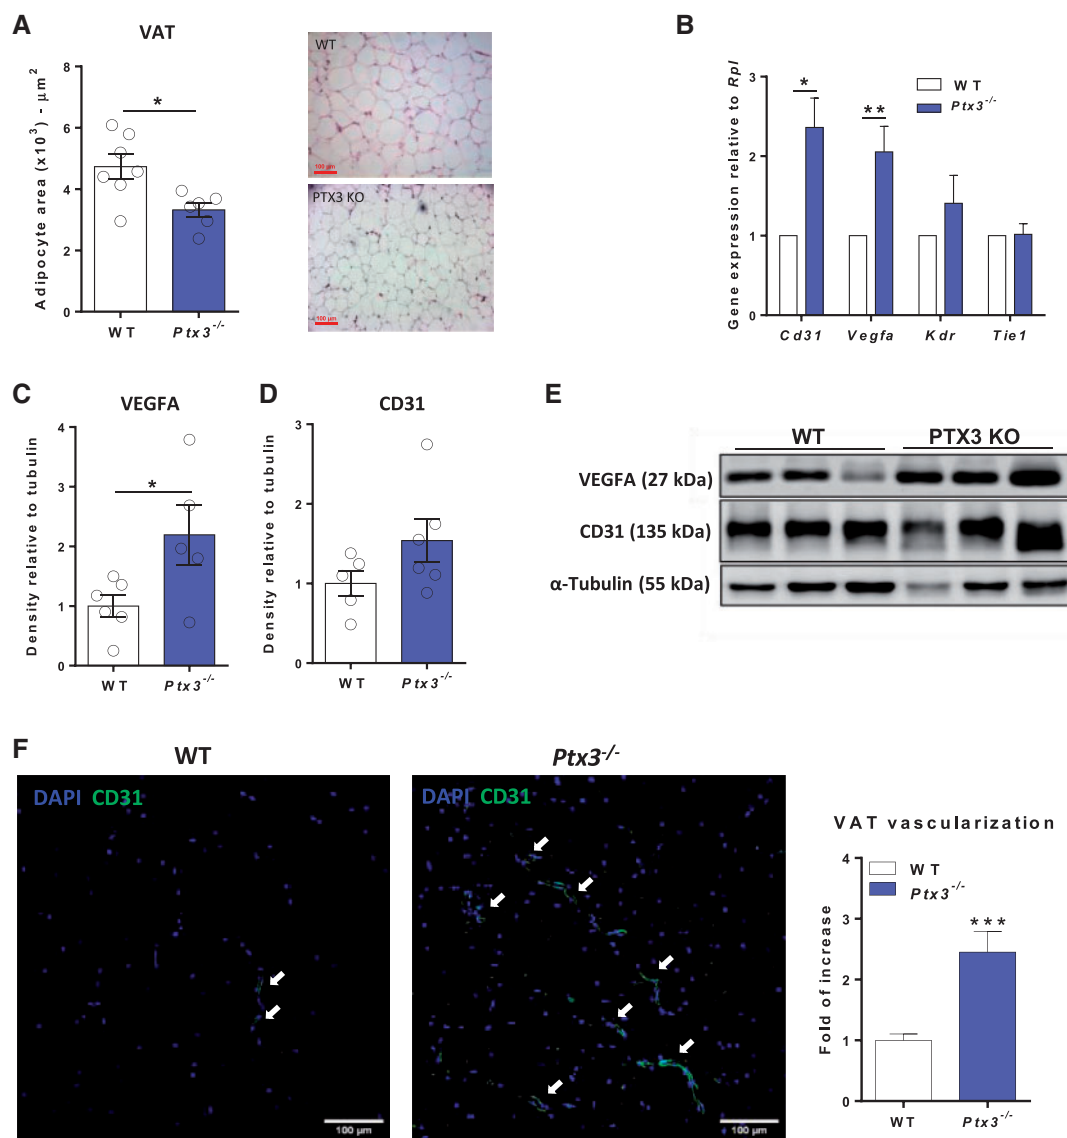 A
VAT
Adipocyte area (x10³) - µm²
8
6
4
2
0
*
WT
Ptx3-/-
WT
100 µm
PTX3 KO
100 µm
B
Gene expression relative to Rpl
3
2
1
0
*
**
WT
Ptx3-/-
Cd31
Vegfa
Kdr
Tie1
C
VEGFA
Density relative to tubulin
4
3
2
1
0
*
WT
Ptx3-/-
D
CD31
Density relative to tubulin
3
2
1
0
WT
Ptx3-/-
E
WT
PTX3 KO
VEGFA (27 kDa)
CD31 (135 kDa)
α-Tubulin (55 kDa)
F
WT
DAPI CD31
100 µm
Ptx3-/-
DAPI CD31
100 µm
VAT vascularization
Fold of increase
4
3
2
1
0
WT
Ptx3-/-
***
WT
Ptx3-/-